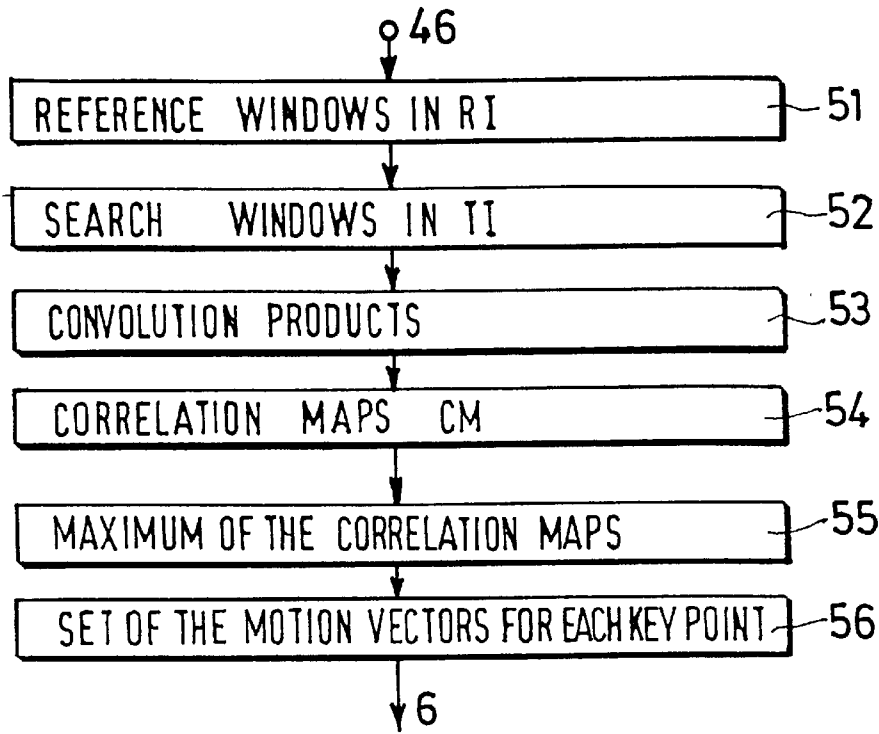 46
REFERENCE WINDOWS IN RI 51
SEARCH WINDOWS IN TI 52
CONVOLUTION PRODUCTS 53
CORRELATION MAPS CM 54
MAXIMUM OF THE CORRELATION MAPS 55
SET OF THE MOTION VECTORS FOR EACH KEY POINT 56
6